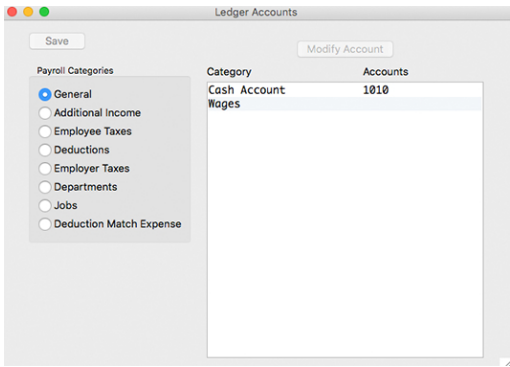 Ledger Accounts
Save
Modify Account
Payroll Categories
General
Additional Income
Employee Taxes
Deductions
Employer Taxes
Departments
Jobs
Deduction Match Expense
Category Accounts
Cash Account 1010
Wages